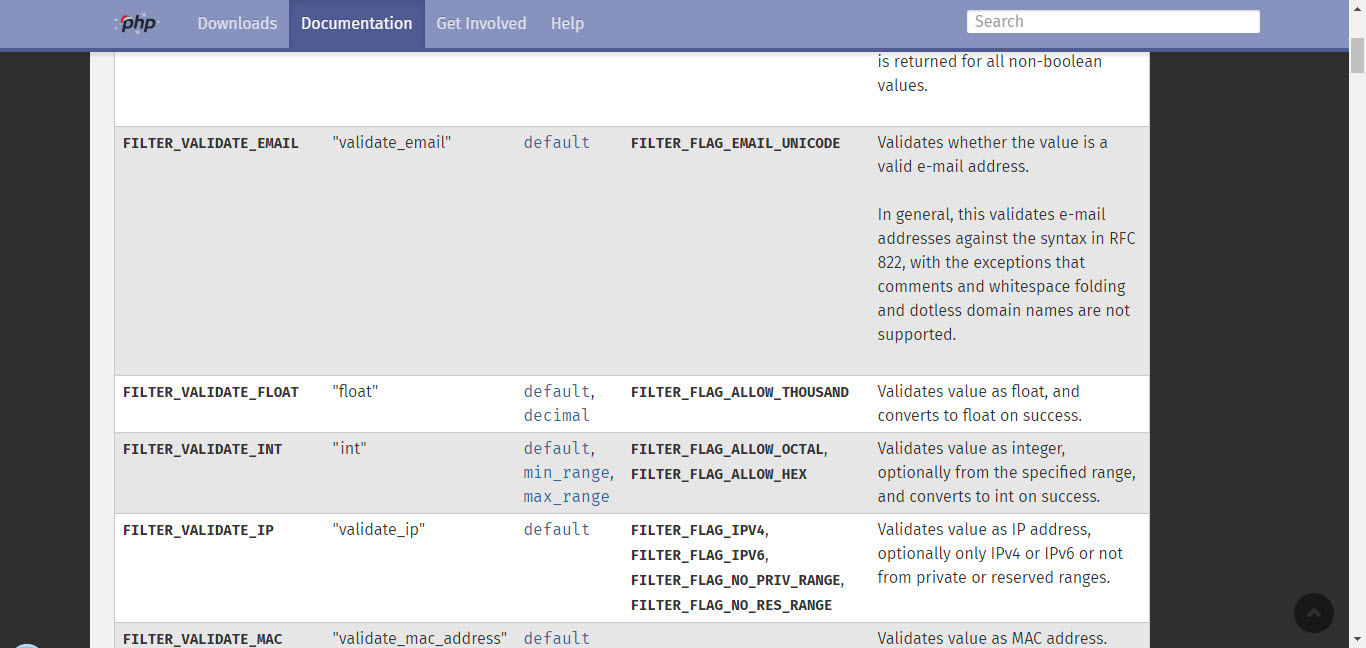 php
Downloads
Documentation
Get Involved
Help
Search
is returned for all non-boolean
values.
FILTER_VALIDATE_EMAIL
"validate_email"
default
FILTER_FLAG_EMAIL_UNICODE
Validates whether the value is a
valid e-mail address.
In general, this validates e-mail
addresses against the syntax in RFC
822, with the exceptions that
comments and whitespace folding
and dotless domain names are not
supported.
FILTER_VALIDATE_FLOAT
"float"
default,
decimal
FILTER_FLAG_ALLOW_THOUSAND
Validates value as float, and
converts to float on success.
FILTER_VALIDATE_INT
"int"
default,
min_range,
max_range
FILTER_FLAG_ALLOW_OCTAL,
FILTER_FLAG_ALLOW_HEX
Validates value as integer,
optionally from the specified range,
and converts to int on success.
FILTER_VALIDATE_IP
"validate_ip"
default
FILTER_FLAG_IPV4,
FILTER_FLAG_IPV6,
FILTER_FLAG_NO_PRIV_RANGE,
FILTER_FLAG_NO_RES_RANGE
Validates value as IP address,
optionally only IPv4 or IPv6 or not
from private or reserved ranges.
FILTER_VALIDATE_MAC
"validate_mac_address"
default
Validates value as MAC address.